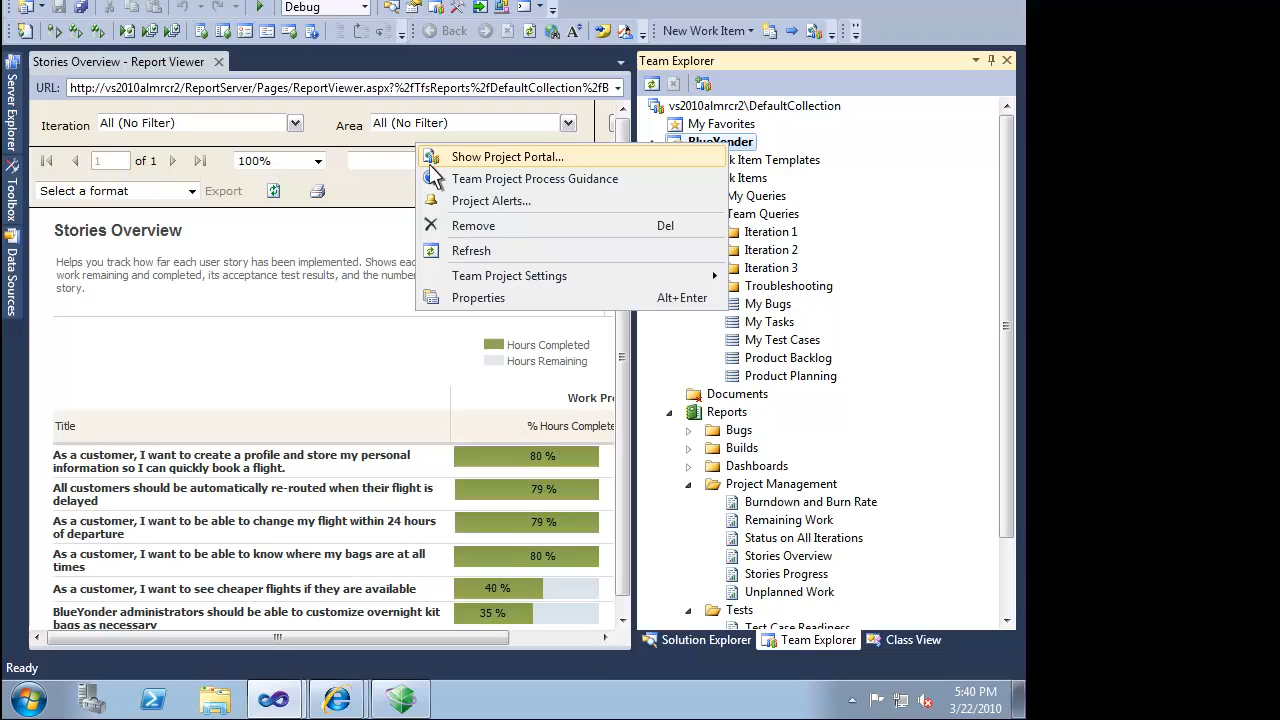 Debug
Back
New Work Item
Stories Overview - Report Viewer
Team Explorer
URL: http://vs2010almrcr2/ReportServer/Pages/ReportViewer.aspx?%2fTfsReports%2fDefaultCollection%2fB
Iteration All (No Filter) Area All (No Filter)
1 of 1 100%
Select a format Export
Stories Overview
Helps you track how far each user story has been implemented. Shows eac
work remaining and completed, its acceptance test results, and the number
story.
Hours Completed
Hours Remaining
Work Pr
Title % Hours Complete
As a customer, I want to create a profile and store my personal
information so I can quickly book a flight.
80 %
All customers should be automatically re-routed when their flight is
delayed
79 %
As a customer, I want to be able to change my flight within 24 hours
of departure
79 %
As a customer, I want to be able to know where my bags are at all
times
80 %
As a customer, I want to see cheaper flights if they are available
40 %
BlueYonder administrators should be able to customize overnight kit
bags as necessary
35 %
Show Project Portal...
Team Project Process Guidance
Project Alerts...
Remove Del
Refresh
Team Project Settings
Properties Alt+Enter
vs2010almrcr2\DefaultCollection
My Favorites
BlueYonder
k Item Templates
k Items
y Queries
Team Queries
Iteration 1
Iteration 2
Iteration 3
Troubleshooting
My Bugs
My Tasks
My Test Cases
Product Backlog
Product Planning
Documents
Reports
Bugs
Builds
Dashboards
Project Management
Burndown and Burn Rate
Remaining Work
Status on All Iterations
Stories Overview
Stories Progress
Unplanned Work
Tests
Test Case Readiness
Solution Explorer
Team Explorer
Class View
Server Explorer
Toolbox
Data Sources
Ready
5:40 PM
3/22/2010